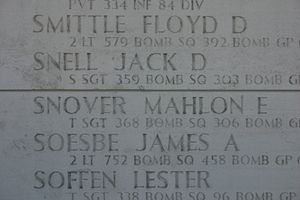 PVT 334 INF 84 DIV
SMITTLE FLOYD D
2 LT 579 BOMB SQ 392 BOMB GP
SNELL JACK D
S SGT 359 BOMB SQ 303 BOMB GP
SNOVER MAHLON E
T SGT 368 BOMB SQ 306 BOMB GP
SOESBE JAMES A
2 LT 752 BOMB SQ 458 BOMB GP
SOFFEN LESTER
T SGT 338 BOMB SQ 96 BOMB GP